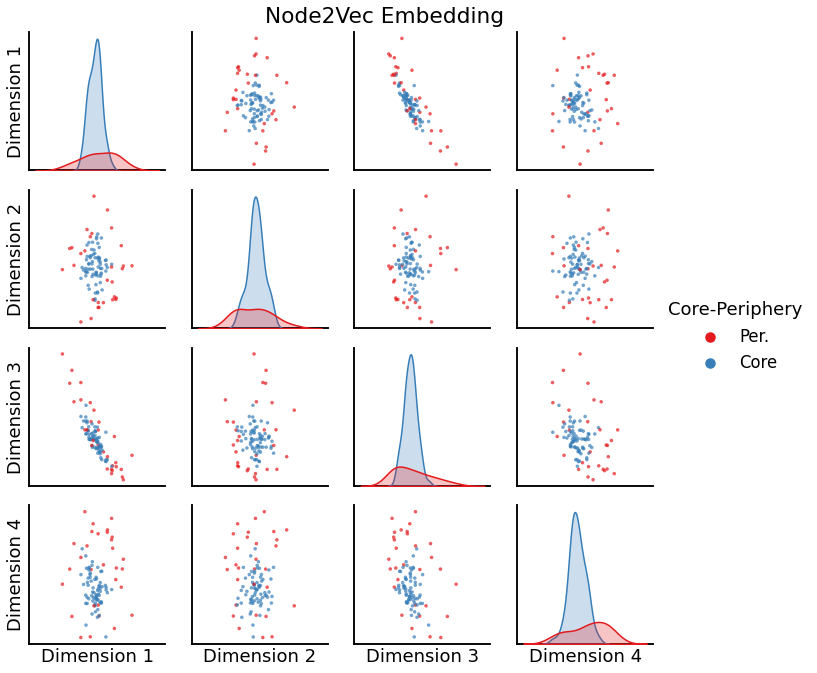 Node2Vec Embedding
Dimension 1
Dimension 2
Dimension 3
Dimension 4
Core-Periphery
Per.
Core
Dimension 1
Dimension 2
Dimension 3
Dimension 4